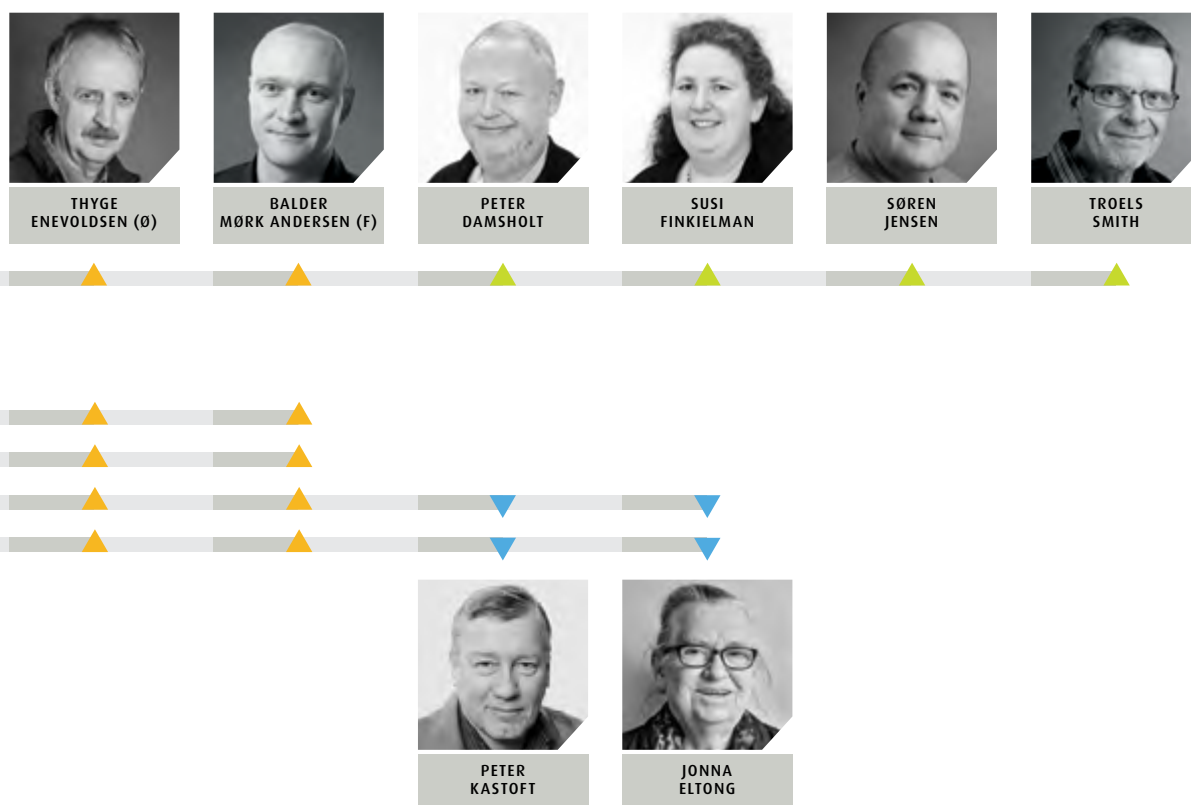 THYGE
ENEVOLDSEN (Ø)
BALDER
MØRK ANDERSEN (F)
PETER
DAMSHOLT
SUSI
FINKIELMAN
SØREN
JENSEN
TROELS
SMITH
PETER
KASTOFT
JONNA
ELTONG